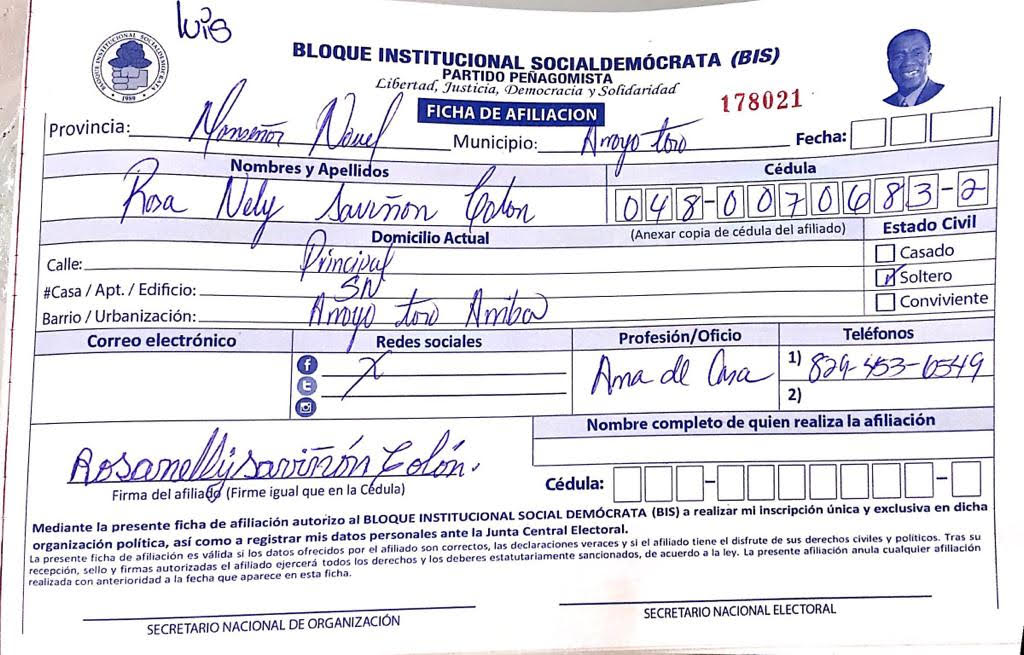 Luis
BLOQUE INSTITUCIONAL SOCIALDEMOCRATA
1989
BLOQUE INSTITUCIONAL SOCIALDEMÓCRATA (BIS)
PARTIDO PEÑAGOMISTA
Libertad, Justicia, Democracia y Solidaridad
178021
FICHA DE AFILIACION
Provincia: Monseñor Nouel Municipio: Arroyo toro Fecha:
Nombres y Apellidos Cédula
Rosa Nely Saviñon Colon 048-0070683-2
Domicilio Actual (Anexar copia de cédula del afiliado) Estado Civil
Calle: Principal Casado
#Casa / Apt. / Edificio: SN Soltero
Barrio / Urbanización: Arroyo toro Arriba Conviviente
Correo electrónico Redes sociales Profesión/Oficio Teléfonos
X Ama de Casa 1) 829-453-6549
2)
Nombre completo de quien realiza la afiliación
Rosanelly saviñón Colón.
Firma del afiliado (Firme igual que en la Cédula) Cédula:
Mediante la presente ficha de afiliación autorizo al BLOQUE INSTITUCIONAL SOCIAL DEMÓCRATA (BIS) a realizar mi inscripción única y exclusiva en dicha
organización política, así como a registrar mis datos personales ante la Junta Central Electoral.
La presente ficha de afiliación es válida si los datos ofrecidos por el afiliado son correctos, las declaraciones veraces y si el afiliado tiene el disfrute de sus derechos civiles y políticos. Tras su
recepción, sello y firmas autorizadas el afiliado ejercerá todos los derechos y los deberes estatutariamente sancionados, de acuerdo a la ley. La presente afiliación anula cualquier afiliación
realizada con anterioridad a la fecha que aparece en esta ficha.
SECRETARIO NACIONAL DE ORGANIZACIÓN SECRETARIO NACIONAL ELECTORAL